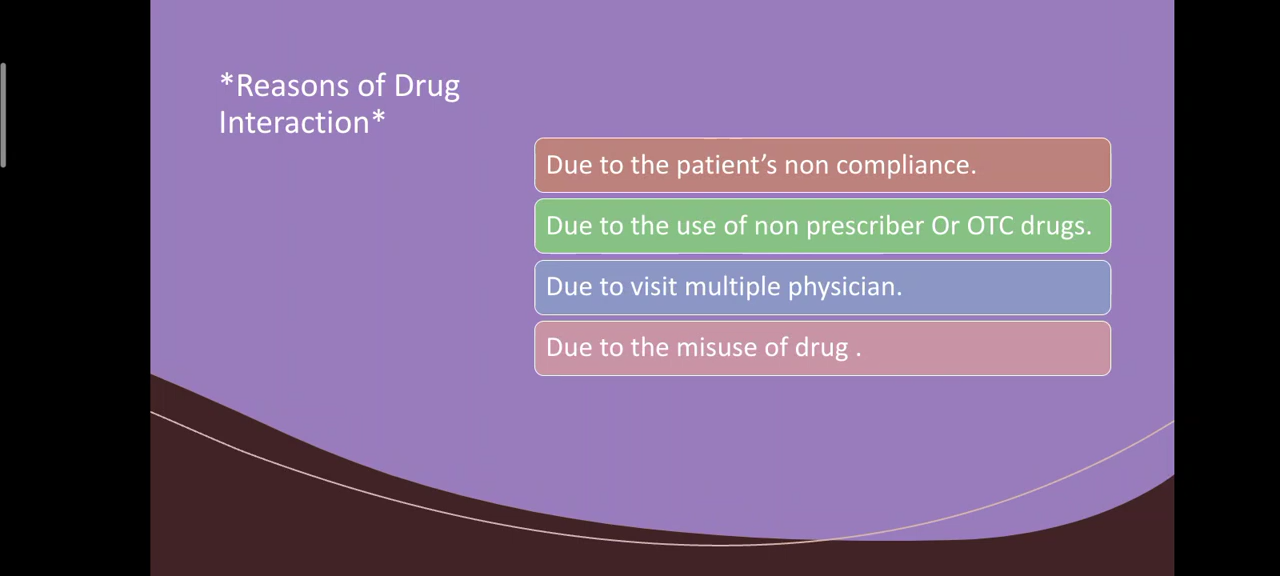 *Reasons of Drug
Interaction*
Due to the patient’s non compliance.
Due to the use of non prescriber Or OTC drugs.
Due to visit multiple physician.
Due to the misuse of drug .